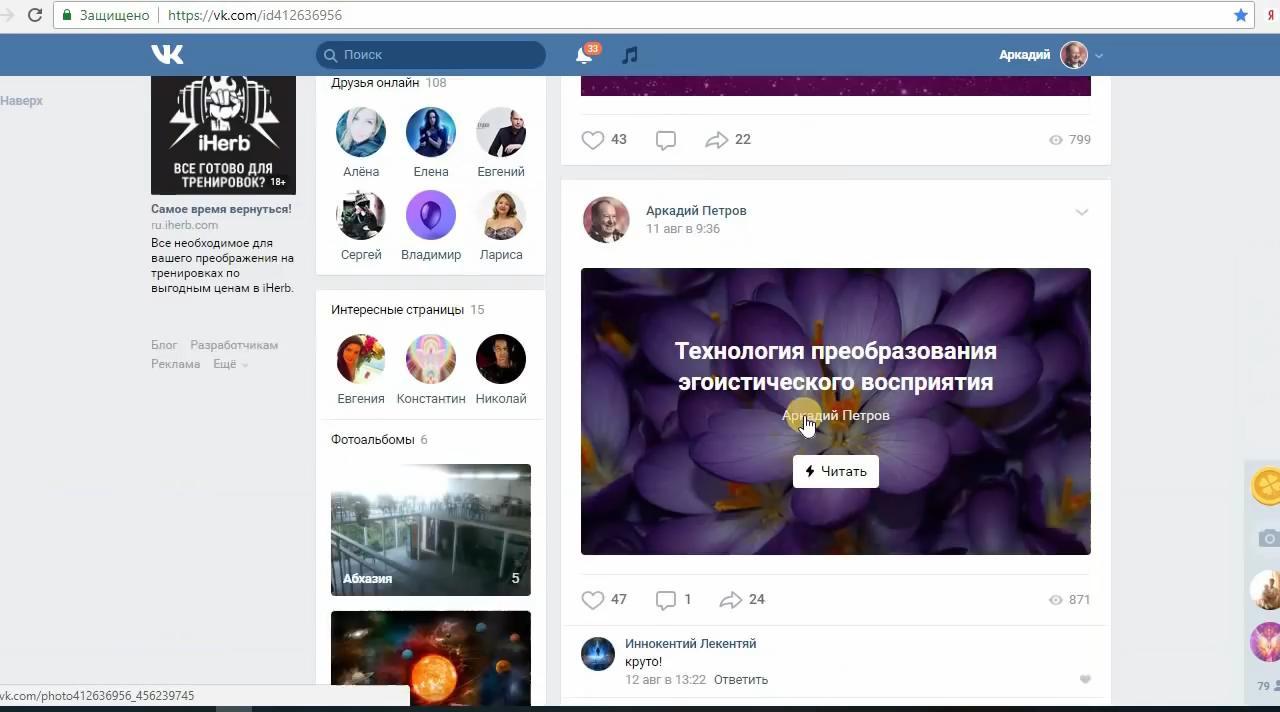 Защищено
https://vk.com/id412636956
Я
Поиск
33
Аркадий
Наверх
iHerb
ВСЕ ГОТОВО ДЛЯ
ТРЕНИРОВОК? 18+
Самое время вернуться!
ru.iherb.com
Все необходимое для
вашего преображения на
тренировках по
выгодным ценам в iHerb.
Блог Разработчикам
Реклама Ещё
Друзья онлайн 108
Алёна Елена Евгений
Сергей Владимир Лариса
Интересные страницы 15
Евгения Константин Николай
Фотоальбомы 6
Абхазия 5
43 22 799
Аркадий Петров
11 авг в 9:36
Технология преобразования
эгоистического восприятия
Аркадий Петров
Читать
47 1 24 871
Иннокентий Лекентяй
круто!
12 авг в 13:22 Ответить
79
vk.com/photo412636956_456239745